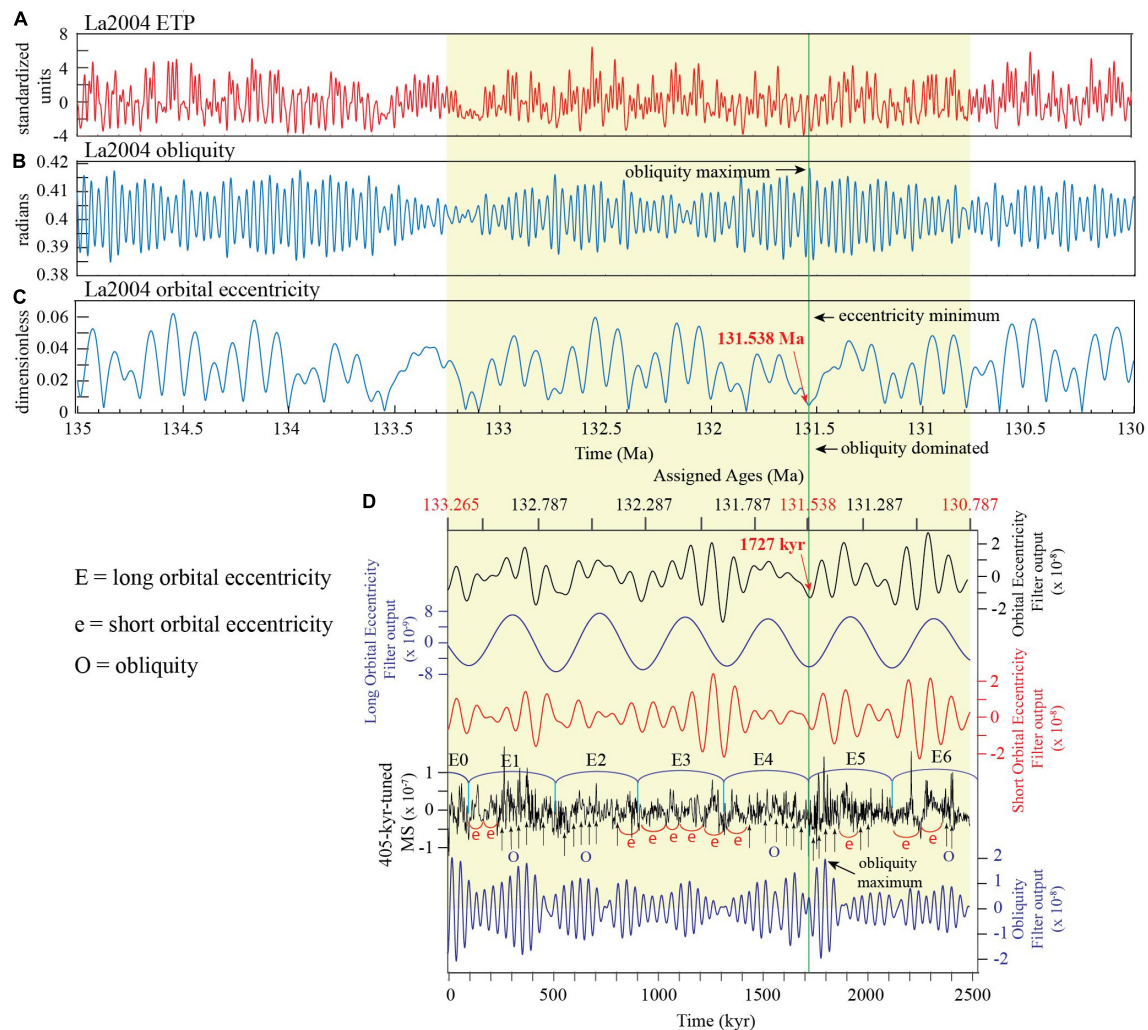 A
La2004 ETP
standardized
units
8
4
0
-4
B
La2004 obliquity
radians
0.42
0.41
0.4
0.39
0.38
obliquity maximum
C
La2004 orbital eccentricity
dimensionless
0.06
0.04
0.02
0
eccentricity minimum
131.538 Ma
135 134.5 134 133.5 133 132.5 132 131.5 131 130.5 130
Time (Ma)
obliquity dominated
Assigned Ages (Ma)
D
133.265 132.787 132.287 131.787 131.538 131.287 130.787
1727 kyr
2
0
-2
Orbital Eccentricity
Filter output
(x 10-8)
E = long orbital eccentricity
e = short orbital eccentricity
O = obliquity
Long Orbital Eccentricity
Filter output
(x 10-9)
8
4
0
-8
2
0
-2
Short Orbital Eccentricity
Filter output
(x 10-8)
E0 E1 E2 E3 E4 E5 E6
405-kyr-tuned
MS (x 10-7)
1
0
-1
e e e e e e e e e e
O O O O
obliquity
maximum
2
1
0
-1
-2
Obliquity
Filter output
(x 10-8)
0 500 1000 1500 2000 2500
Time (kyr)